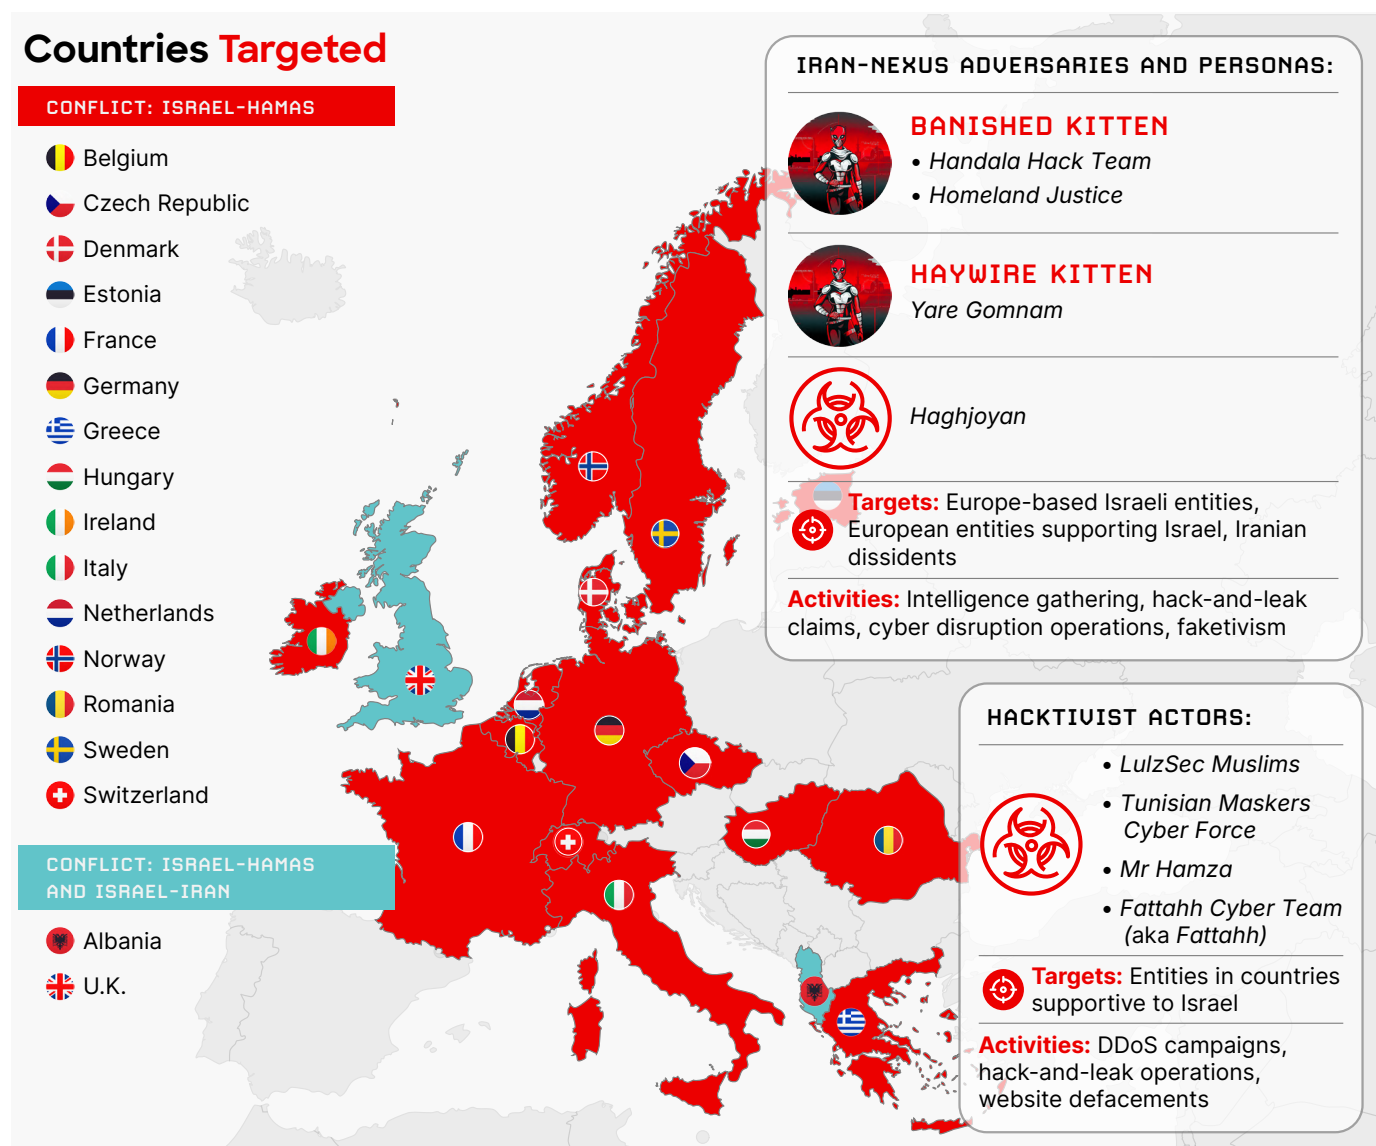 Countries Targeted
CONFLICT: ISRAEL-HAMAS
Belgium
Czech Republic
Denmark
Estonia
France
Germany
Greece
Hungary
Ireland
Italy
Netherlands
Norway
Romania
Sweden
Switzerland
CONFLICT: ISRAEL-HAMAS
AND ISRAEL-IRAN
Albania
U.K.
IRAN-NEXUS ADVERSARIES AND PERSONAS:
BANISHED KITTEN
• Handala Hack Team
• Homeland Justice
HAYWIRE KITTEN
Yare Gomnam
Haghjoyan
Targets: Europe-based Israeli entities,
European entities supporting Israel, Iranian
dissidents
Activities: Intelligence gathering, hack-and-leak
claims, cyber disruption operations, faketivism
HACKTIVIST ACTORS:
• LulzSec Muslims
• Tunisian Maskers
Cyber Force
• Mr Hamza
• Fattahh Cyber Team
(aka Fattahh)
Targets: Entities in countries
supportive to Israel
Activities: DDoS campaigns,
hack-and-leak operations,
website defacements